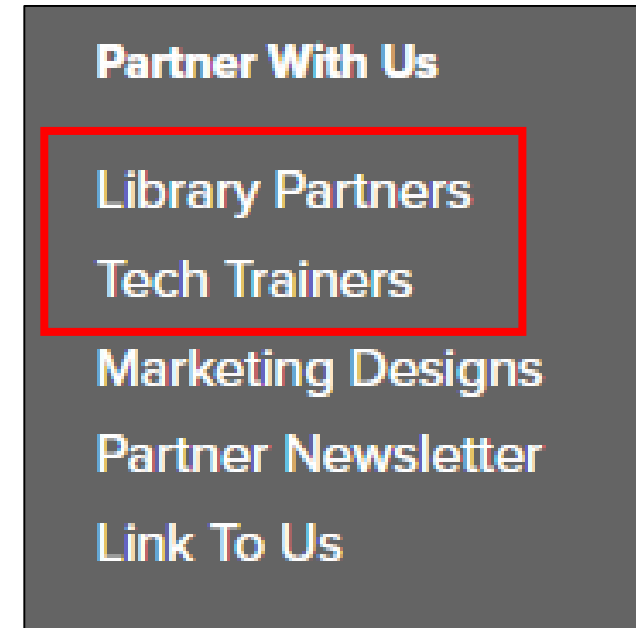 Partner With Us
Library Partners
Tech Trainers
Marketing Designs
Partner Newsletter
Link To Us